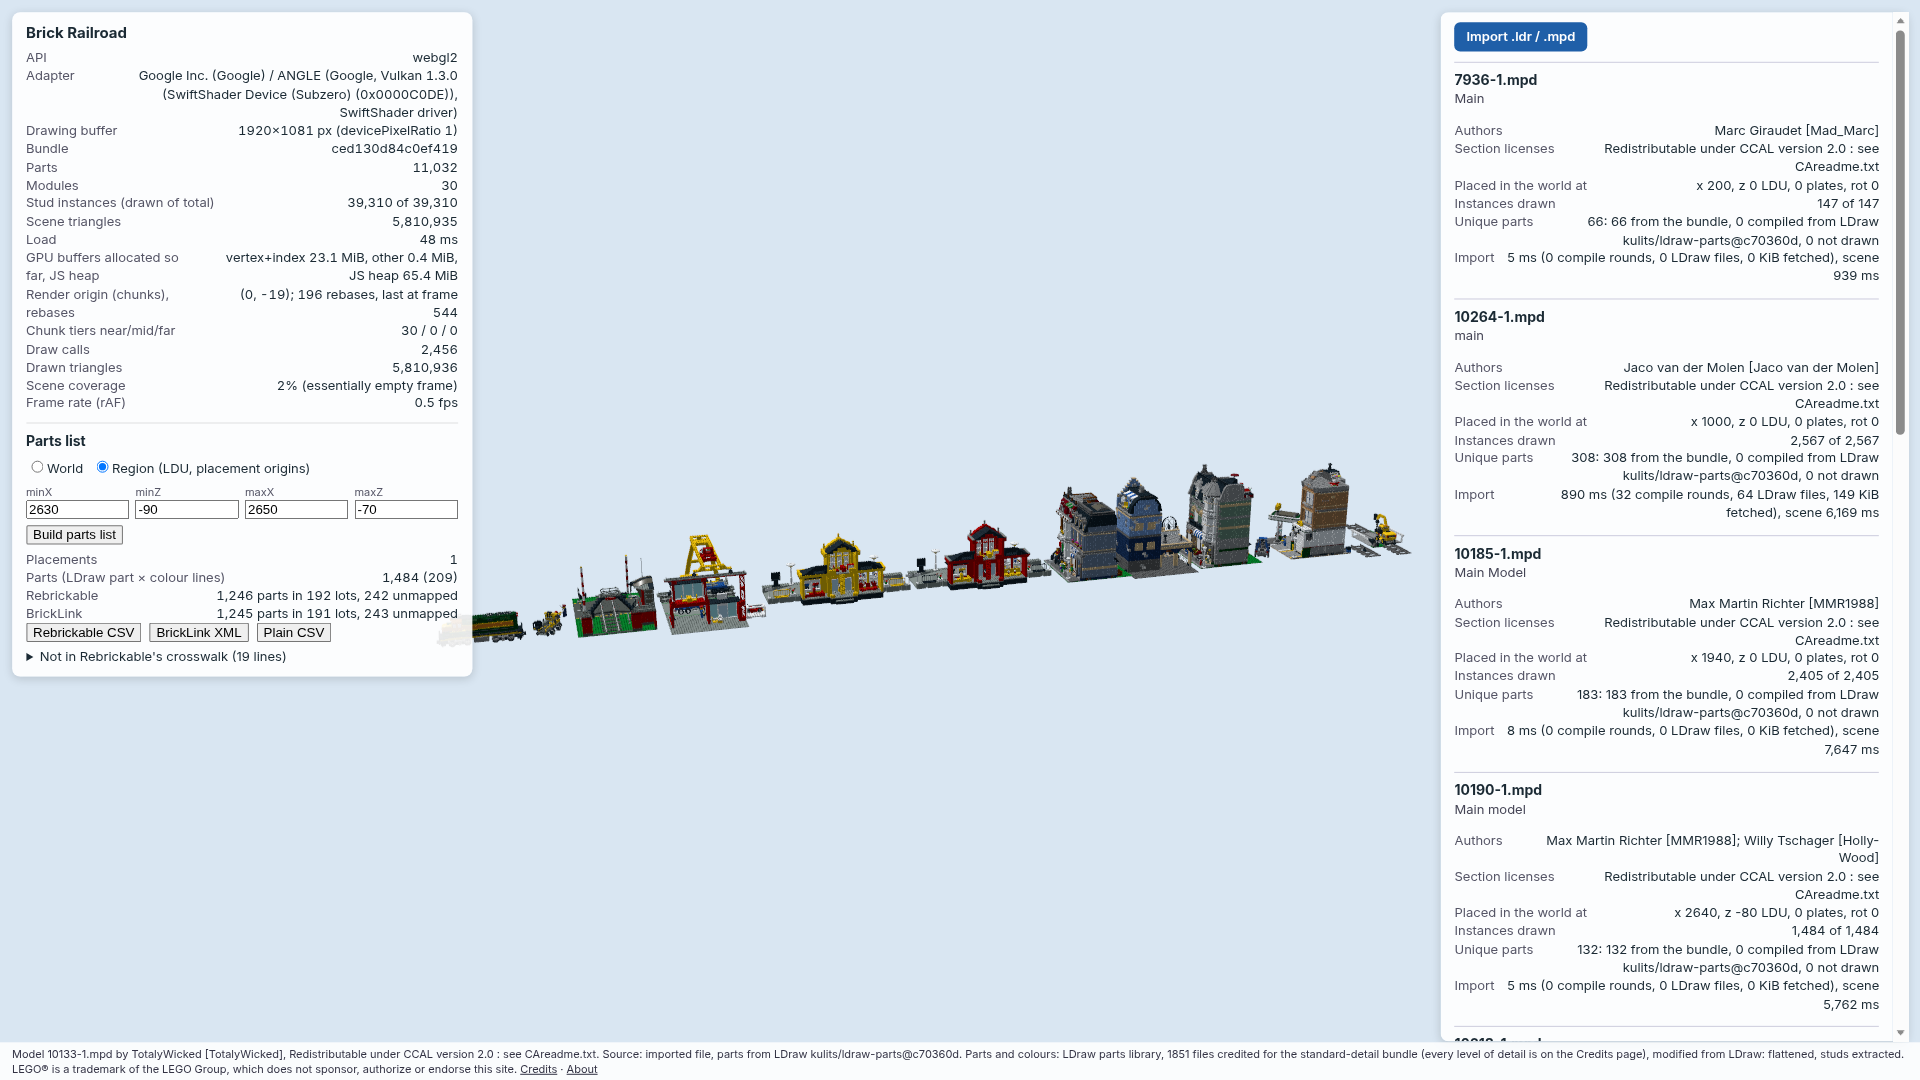 Brick Railroad
API webgl2
Adapter Google Inc. (Google) / ANGLE (Google, Vulkan 1.3.0
(SwiftShader Device (Subzero) (0x0000C0DE)),
SwiftShader driver)
Drawing buffer 1920×1081 px (devicePixelRatio 1)
Bundle ced130d84c0ef419
Parts 11,032
Modules 30
Stud instances (drawn of total) 39,310 of 39,310
Scene triangles 5,810,935
Load 48 ms
GPU buffers allocated so vertex+index 23.1 MiB, other 0.4 MiB,
far, JS heap JS heap 65.4 MiB
Render origin (chunks), (0, -19); 196 rebases, last at frame
rebases 544
Chunk tiers near/mid/far 30 / 0 / 0
Draw calls 2,456
Drawn triangles 5,810,936
Scene coverage 2% (essentially empty frame)
Frame rate (rAF) 0.5 fps
Parts list
World Region (LDU, placement origins)
minX minZ maxX maxZ
2630 -90 2650 -70
Build parts list
Placements 1
Parts (LDraw part × colour lines) 1,484 (209)
Rebrickable 1,246 parts in 192 lots, 242 unmapped
BrickLink 1,245 parts in 191 lots, 243 unmapped
Rebrickable CSV BrickLink XML Plain CSV
▶ Not in Rebrickable's crosswalk (19 lines)
Import .ldr / .mpd
7936-1.mpd
Main
Authors Marc Giraudet [Mad_Marc]
Section licenses Redistributable under CCAL version 2.0 : see
CAreadme.txt
Placed in the world at x 200, z 0 LDU, 0 plates, rot 0
Instances drawn 147 of 147
Unique parts 66: 66 from the bundle, 0 compiled from LDraw
kulits/ldraw-parts@c70360d, 0 not drawn
Import 5 ms (0 compile rounds, 0 LDraw files, 0 KiB fetched), scene
939 ms
10264-1.mpd
main
Authors Jaco van der Molen [Jaco van der Molen]
Section licenses Redistributable under CCAL version 2.0 : see
CAreadme.txt
Placed in the world at x 1000, z 0 LDU, 0 plates, rot 0
Instances drawn 2,567 of 2,567
Unique parts 308: 308 from the bundle, 0 compiled from LDraw
kulits/ldraw-parts@c70360d, 0 not drawn
Import 890 ms (32 compile rounds, 64 LDraw files, 149 KiB
fetched), scene 6,169 ms
10185-1.mpd
Main Model
Authors Max Martin Richter [MMR1988]
Section licenses Redistributable under CCAL version 2.0 : see
CAreadme.txt
Placed in the world at x 1940, z 0 LDU, 0 plates, rot 0
Instances drawn 2,405 of 2,405
Unique parts 183: 183 from the bundle, 0 compiled from LDraw
kulits/ldraw-parts@c70360d, 0 not drawn
Import 8 ms (0 compile rounds, 0 LDraw files, 0 KiB fetched), scene
7,647 ms
10190-1.mpd
Main model
Authors Max Martin Richter [MMR1988]; Willy Tschager [Holly-
Wood]
Section licenses Redistributable under CCAL version 2.0 : see
CAreadme.txt
Placed in the world at x 2640, z -80 LDU, 0 plates, rot 0
Instances drawn 1,484 of 1,484
Unique parts 132: 132 from the bundle, 0 compiled from LDraw
kulits/ldraw-parts@c70360d, 0 not drawn
Import 5 ms (0 compile rounds, 0 LDraw files, 0 KiB fetched), scene
5,762 ms
Model 10133-1.mpd by TotalyWicked [TotalyWicked], Redistributable under CCAL version 2.0 : see CAreadme.txt. Source: imported file, parts from LDraw kulits/ldraw-parts@c70360d. Parts and colours: LDraw parts library, 1851 files credited for the standard-detail bundle (every level of detail is on the Credits page), modified from LDraw: flattened, studs extracted.
LEGO® is a trademark of the LEGO Group, which does not sponsor, authorize or endorse this site. Credits · About